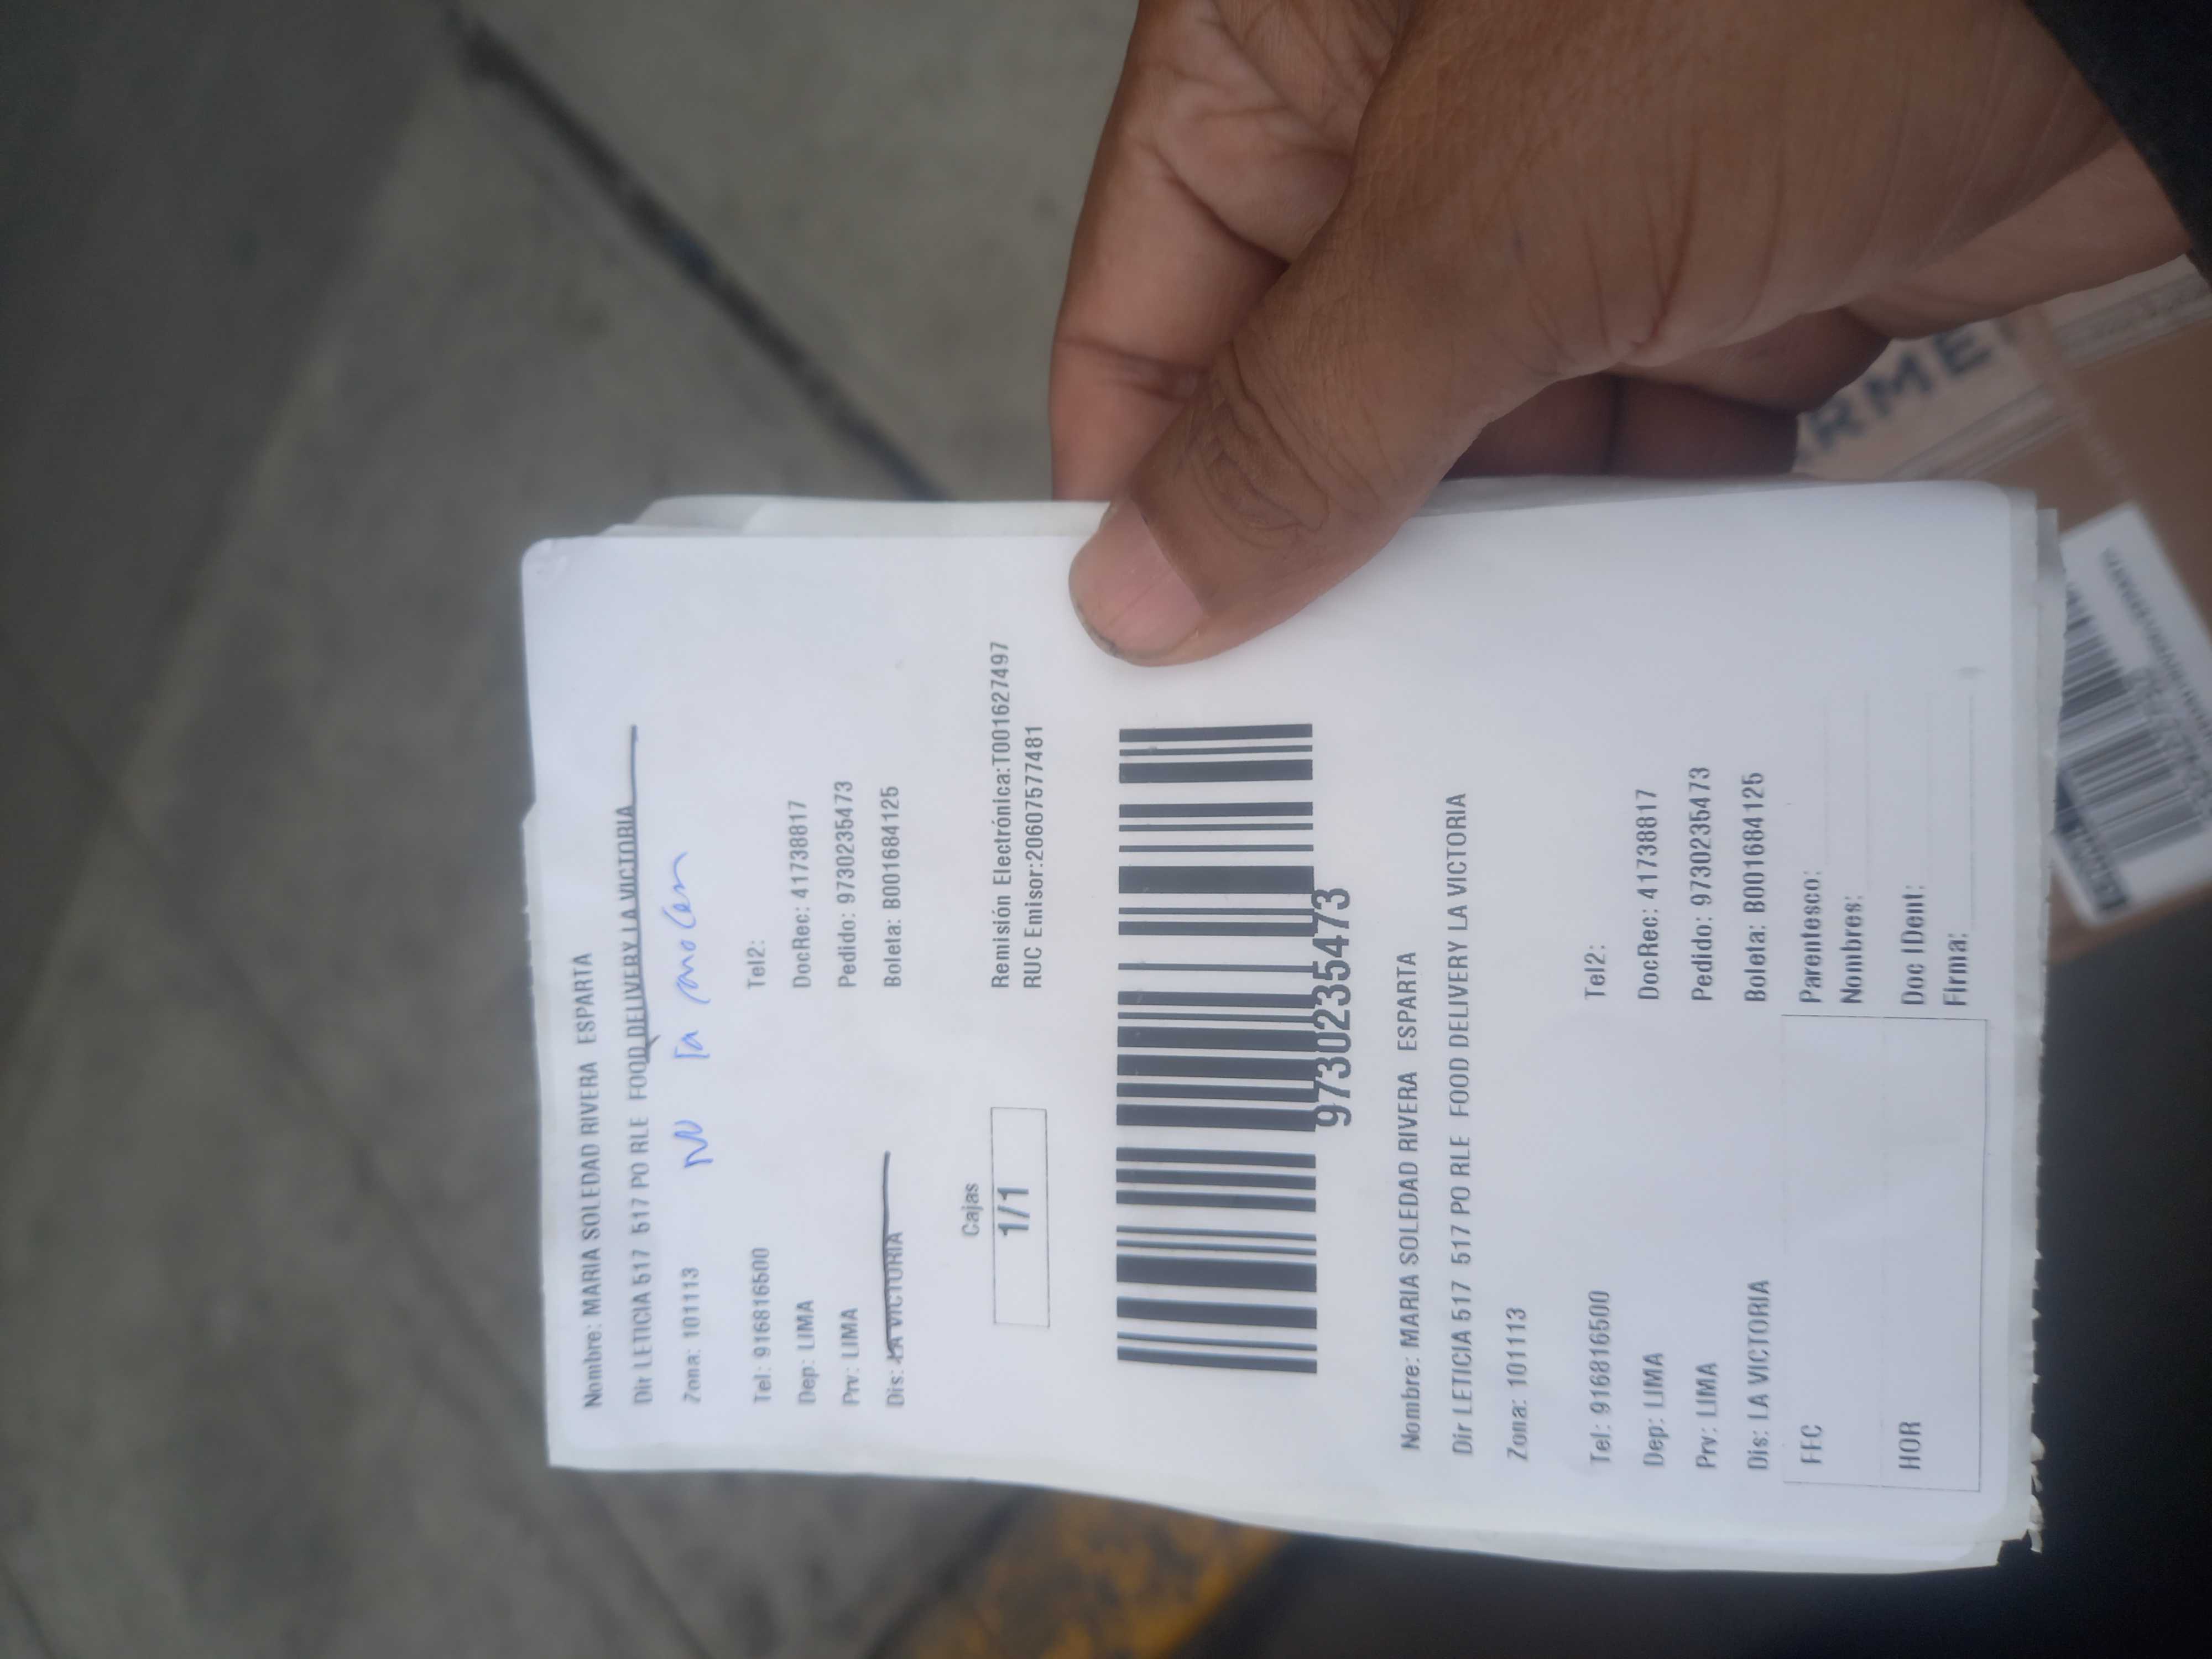 Nombre: MARIA SOLEDAD RIVERA ESPARTA
Dir LETICIA 517 517 PO RLE FOOD DELIVERY LA VICTORIA
Zona: 101113
No la
Tel: 916816500 Tel2:
Dep: LIMA DocRec: 41738817
Prv: LIMA Pedido: 9730235473
Dis: LA VICTORIA Boleta: B001684125
Cajas
1/1
Remisión Electrónica:T001627497
RUC Emisor:20607577481
9730235473
Nombre: MARIA SOLEDAD RIVERA ESPARTA
Dir LETICIA 517 517 PO RLE FOOD DELIVERY LA VICTORIA
Zona: 101113
Tel: 916816500 Tel2:
Dep: LIMA DocRec: 41738817
Prv: LIMA Pedido: 9730235473
Dis: LA VICTORIA Boleta: B001684125
FEC Parentesco:
Nombres:
HOR Doc IDent:
Firma:
RME